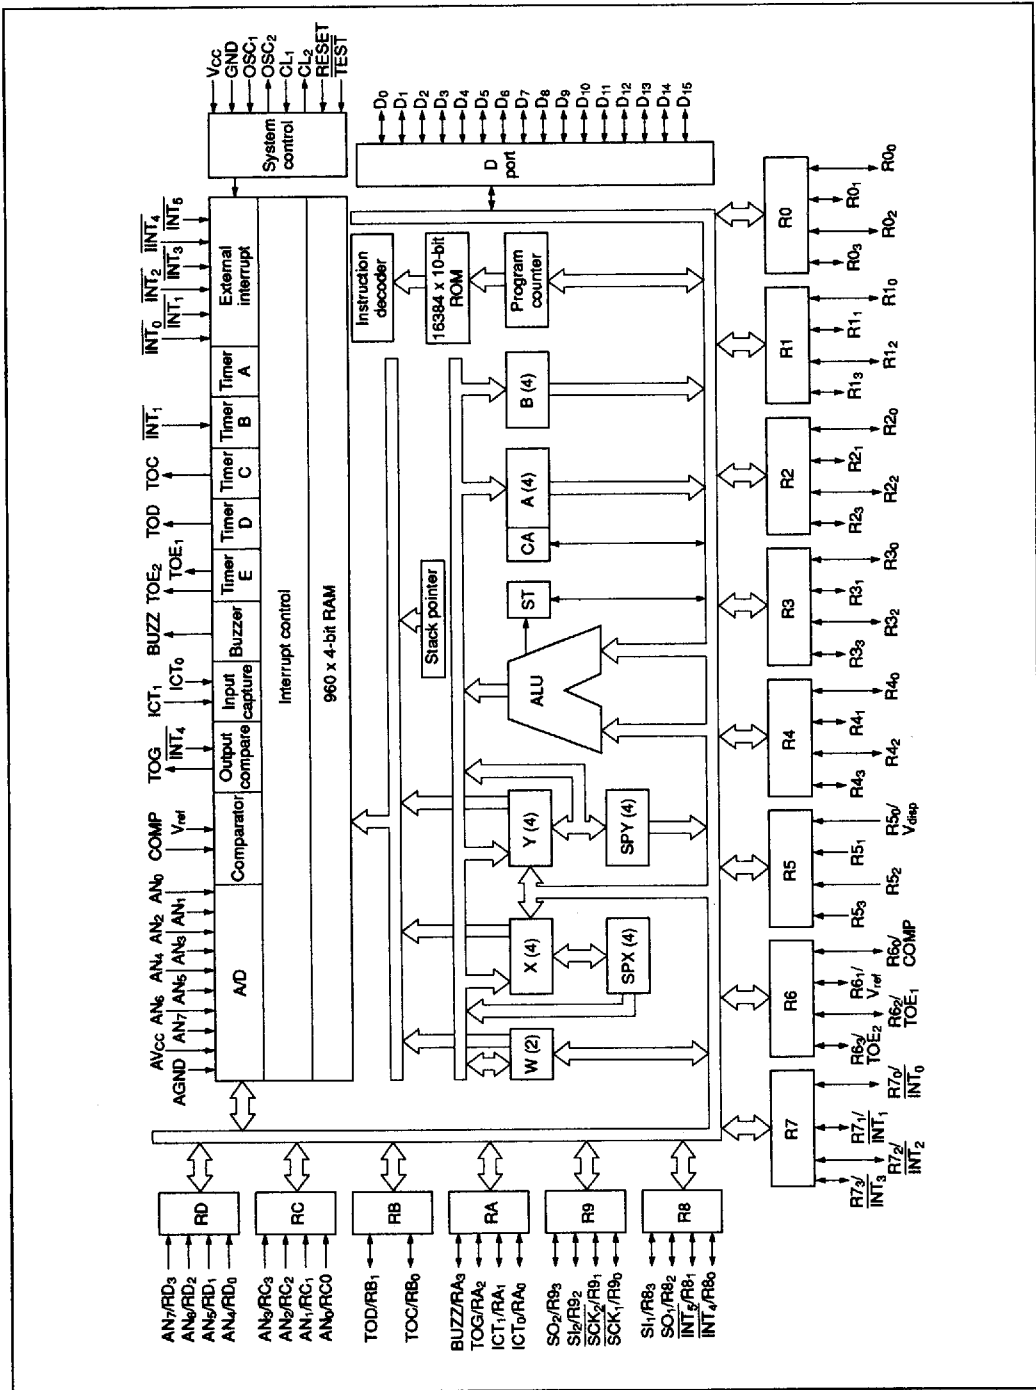 VCC
GND
OSC1
OSC2
CL1
CL2
RESET
TEST
System control
D0
D1
D2
D3
D4
D5
D6
D7
D8
D9
D10
D11
D12
D13
D14
D15
D port
INT0
INT1
INT2
INT3
IINT4
INT5
External interrupt
Timer A
INT1
Timer B
TOC
Timer C
TOD
Timer D
TOE2
TOE1
Timer E
BUZZ
Buzzer
ICT1
ICT0
Input capture
TOG
INT4
Output compare
COMP
Vref
Comparator
AN0
AN1
AN2
AN3
AN4
AN5
AN6
AN7
AVCC
AGND
A/D
Interrupt control
960 x 4-bit RAM
Instruction decoder
16384 x 10-bit ROM
Program counter
Stack pointer
B (4)
A (4)
CA
ST
ALU
Y (4)
SPY (4)
X (4)
SPX (4)
W (2)
R0
R00
R01
R02
R03
R1
R10
R11
R12
R13
R2
R20
R21
R22
R23
R3
R30
R31
R32
R33
R4
R40
R41
R42
R43
R5
R50/ Vdisp
R51
R52
R53
R6
R60/ COMP
R61/ Vref
R62/ TOE1
R63/ TOE2
R7
R70/ INT0
R71/ INT1
R72/ INT2
R73/ INT3
RD
AN7/RD3
AN6/RD2
AN5/RD1
AN4/RD0
RC
AN3/RC3
AN2/RC2
AN1/RC1
AN0/RC0
RB
TOD/RB1
TOC/RB0
RA
BUZZ/RA3
TOG/RA2
ICT1/RA1
ICT0/RA0
R9
SO2/R93
SI2/R92
SCK2/R91
SCK1/R90
R8
SI1/R83
SO1/R82
INT5/R81
INT4/R80